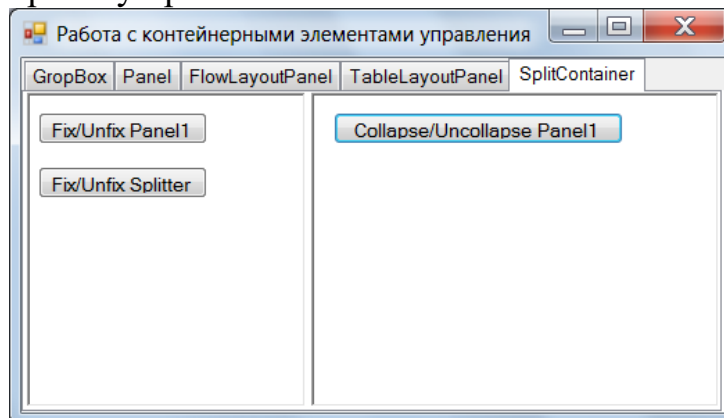 Работа с контейнерными элементами управления
GropBox Panel FlowLayoutPanel TableLayoutPanel SplitContainer
Fix/Unfix Panel1
Collapse/Uncollapse Panel1
Fix/Unfix Splitter